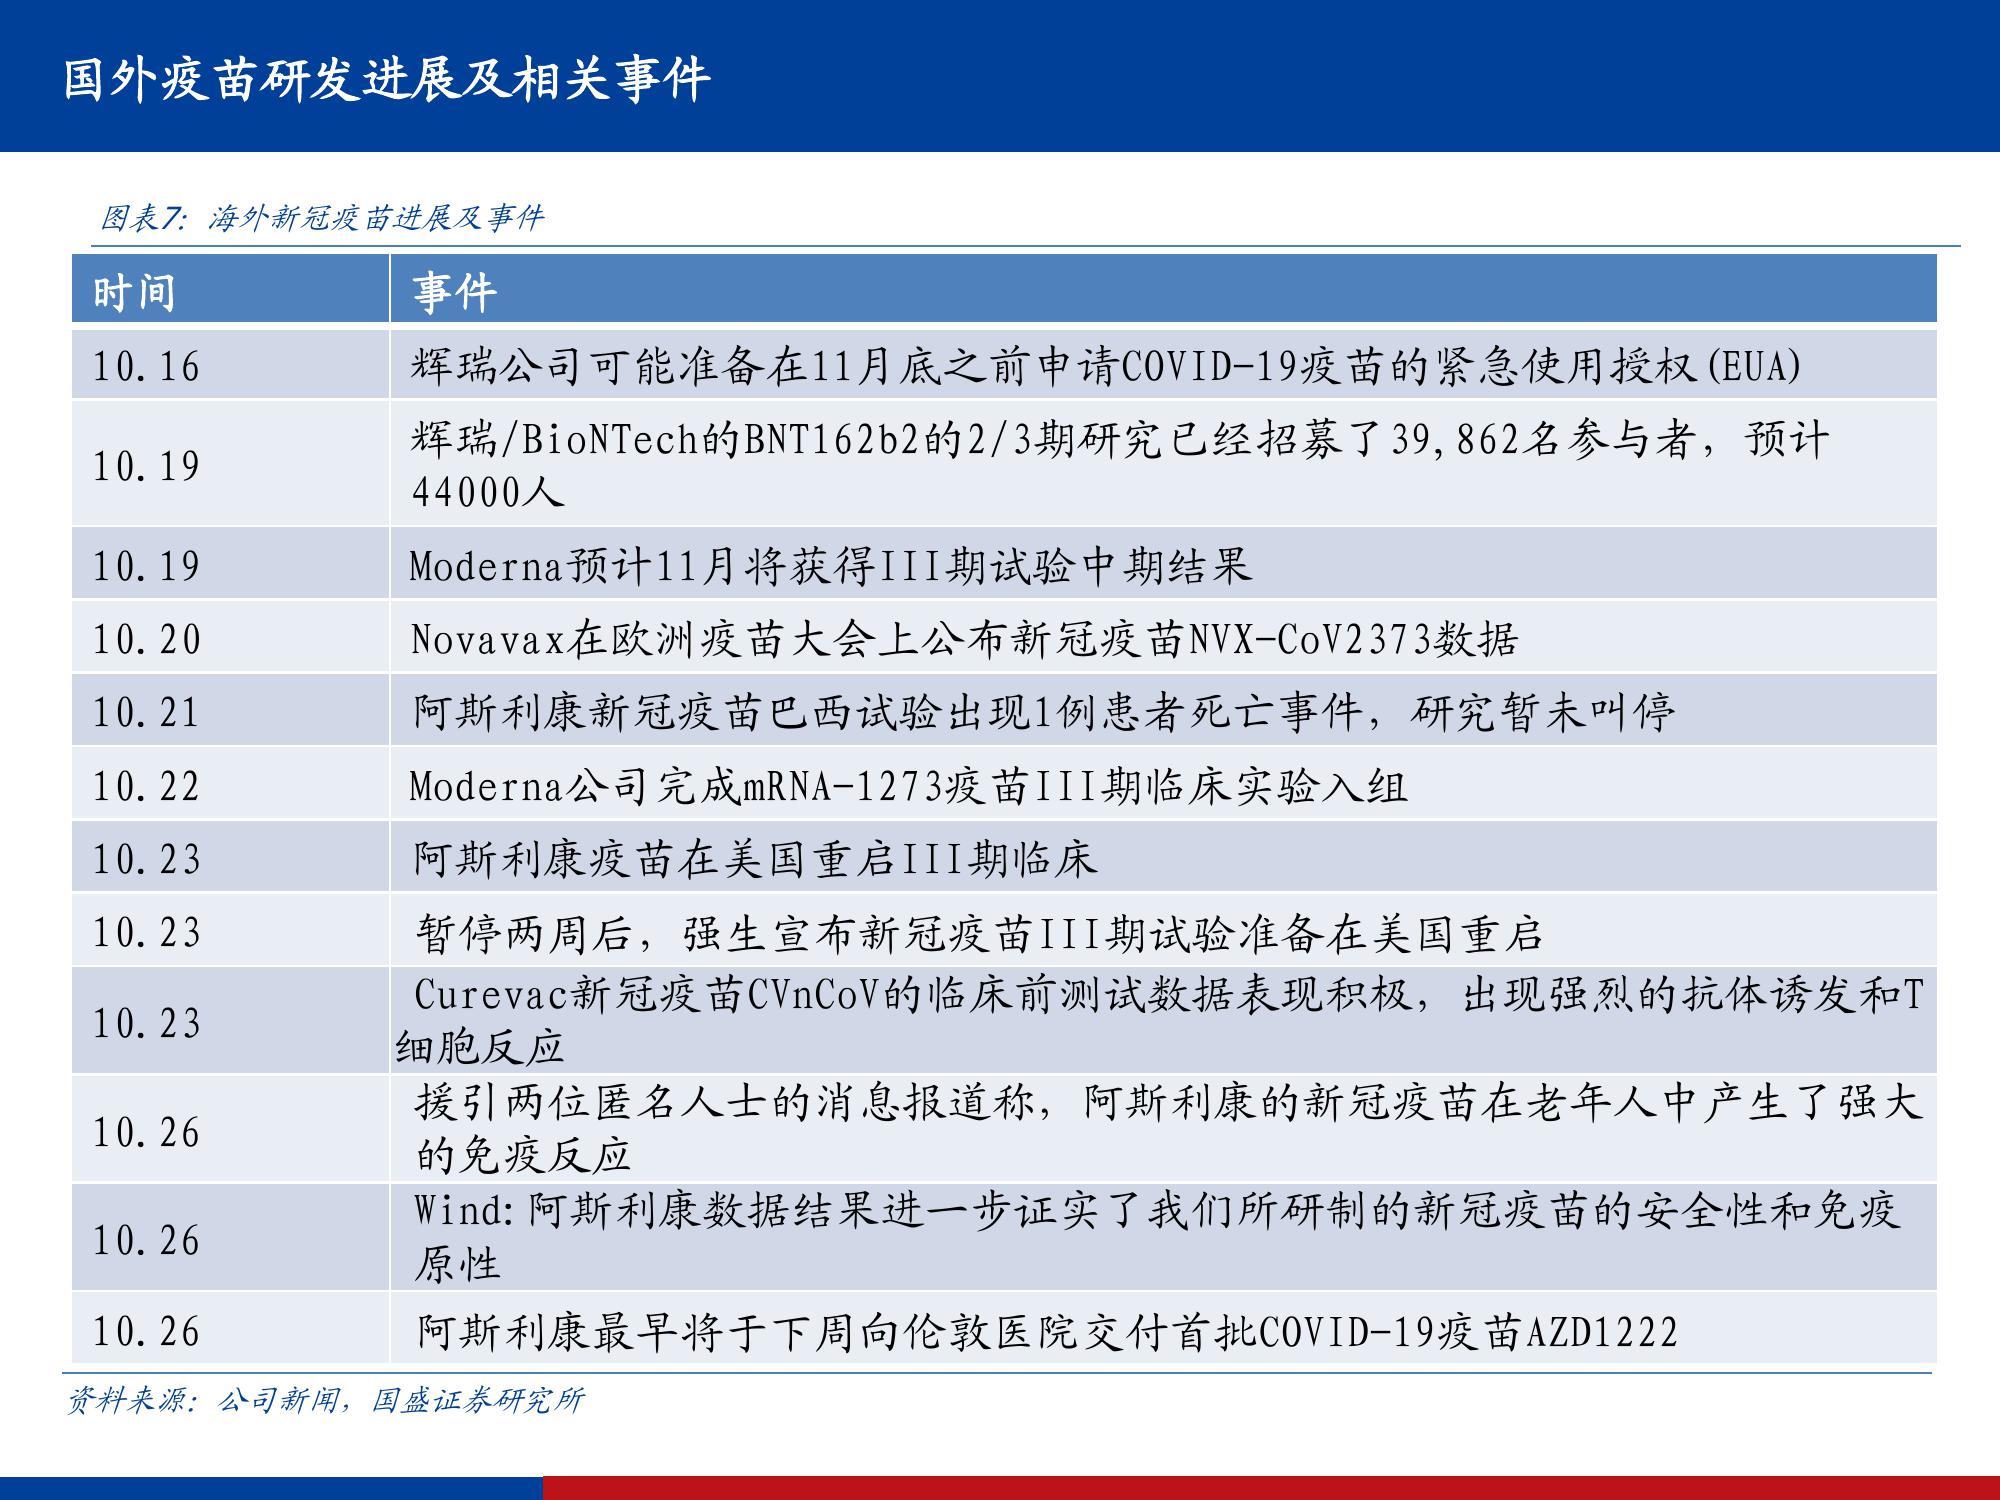 国外疫苗研发进展及相关事件
图表7：海外新冠疫苗进展及事件
时间 事件
10.16 辉瑞公司可能准备在11月底之前申请COVID-19疫苗的紧急使用授权(EUA)
10.19 辉瑞/BioNTech的BNT162b2的2/3期研究已经招募了39,862名参与者，预计
44000人
10.19 Moderna预计11月将获得III期试验中期结果
10.20 Novavax在欧洲疫苗大会上公布新冠疫苗NVX-CoV2373数据
10.21 阿斯利康新冠疫苗巴西试验出现1例患者死亡事件，研究暂未叫停
10.22 Moderna公司完成mRNA-1273疫苗III期临床实验入组
10.23 阿斯利康疫苗在美国重启III期临床
10.23 暂停两周后，强生宣布新冠疫苗III期试验准备在美国重启
10.23 Curevac新冠疫苗CVnCoV的临床前测试数据表现积极，出现强烈的抗体诱发和T
细胞反应
10.26 援引两位匿名人士的消息报道称，阿斯利康的新冠疫苗在老年人中产生了强大
的免疫反应
10.26 Wind:阿斯利康数据结果进一步证实了我们所研制的新冠疫苗的安全性和免疫
原性
10.26 阿斯利康最早将于下周向伦敦医院交付首批COVID-19疫苗AZD1222
资料来源：公司新闻，国盛证券研究所